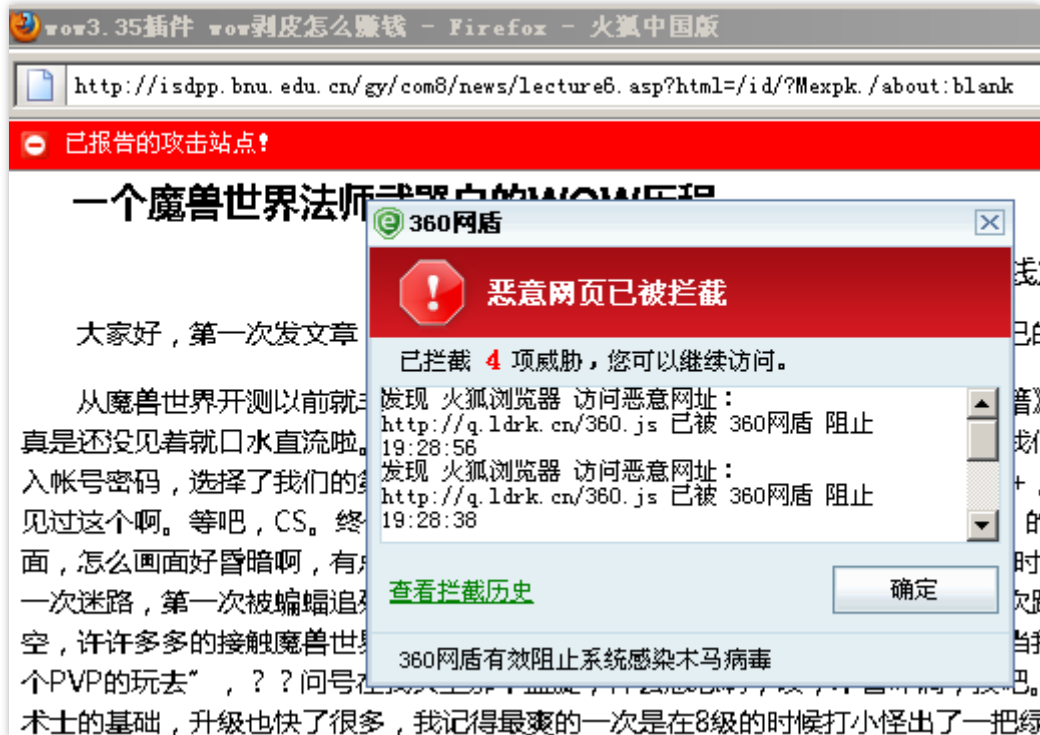 wow3.35插件 wow剥皮怎么赚钱 - Firefox - 火狐中国版
http://isdpp.bnu.edu.cn/gy/com8/news/lecture6.asp?html=/id/?Mexpk./about:blank
已报告的攻击站点!
一个魔兽世界法师武器户的WOW历程
360网盾
恶意网页已被拦截
已拦截 4 项威胁，您可以继续访问。
发现 火狐浏览器 访问恶意网址：
http://q.ldrk.cn/360.js 已被 360网盾 阻止
19:28:56
发现 火狐浏览器 访问恶意网址：
http://q.ldrk.cn/360.js 已被 360网盾 阻止
19:28:38
查看拦截历史
确定
360网盾有效阻止系统感染木马病毒
大家好，第一次发文章
从魔兽世界开测以前就
真是还没见着就口水直流啦。
入帐号密码，选择了我们的
见过这个啊。等吧，CS。终
面，怎么画面好昏暗啊，有
一次迷路，第一次被蝙蝠追
空，许许多多的接触魔兽世
个PVP的玩去”，？？问号在
术士的基础，升级也快了很多，我记得最爽的一次是在8级的时候打小怪出了一把绿